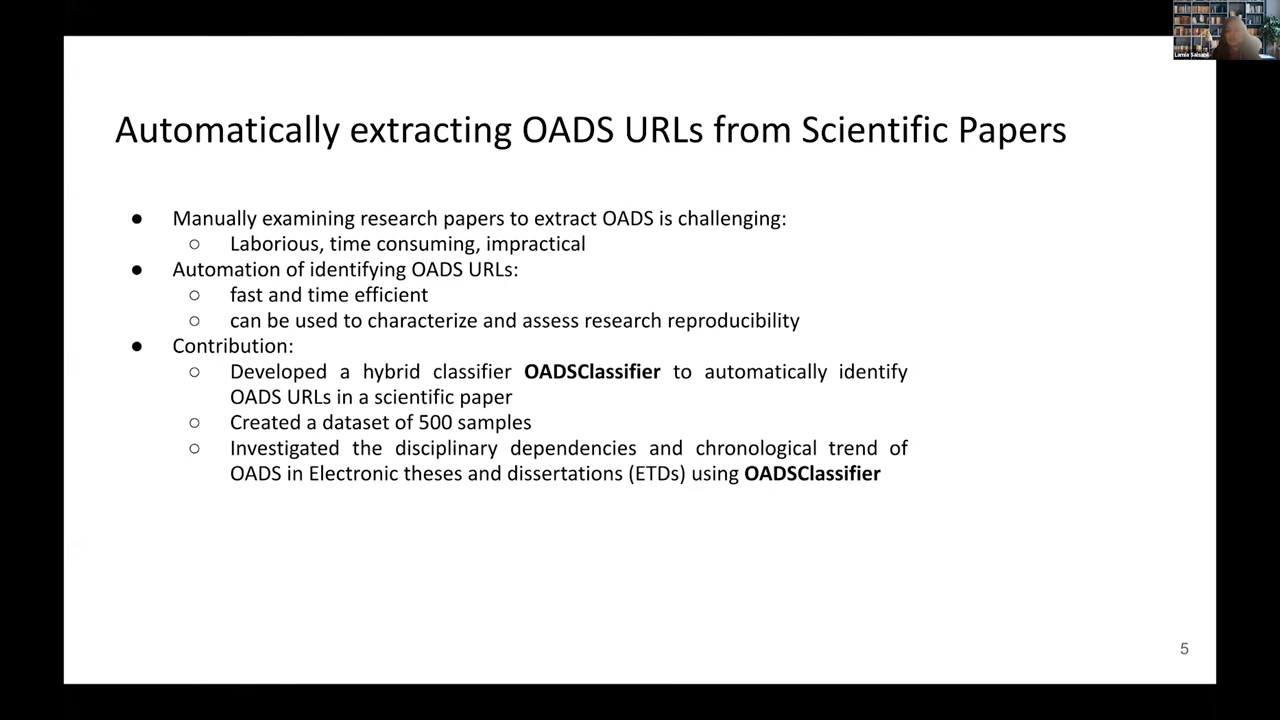 Lamia Salsabil
Automatically extracting OADS URLs from Scientific Papers
● Manually examining research papers to extract OADS is challenging:
○ Laborious, time consuming, impractical
● Automation of identifying OADS URLs:
○ fast and time efficient
○ can be used to characterize and assess research reproducibility
● Contribution:
○ Developed a hybrid classifier OADSClassifier to automatically identify
OADS URLs in a scientific paper
○ Created a dataset of 500 samples
○ Investigated the disciplinary dependencies and chronological trend of
OADS in Electronic theses and dissertations (ETDs) using OADSClassifier
5